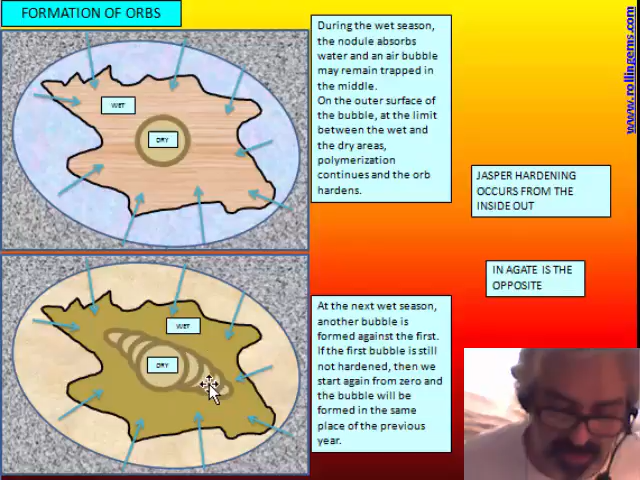 FORMATION OF ORBS
WET
DRY
During the wet season,
the nodule absorbs
water and an air bubble
may remain trapped in
the middle.
On the outer surface of
the bubble, at the limit
between the wet and
the dry areas,
polymerization
continues and the orb
hardens.
www.rollingems.com
JASPER HARDENING
OCCURS FROM THE
INSIDE OUT
IN AGATE IS THE
OPPOSITE
WET
DRY
At the next wet season,
another bubble is
formed against the first.
If the first bubble is still
not hardened, then we
start again from zero and
the bubble will be
formed in the same
place of the previous
year.